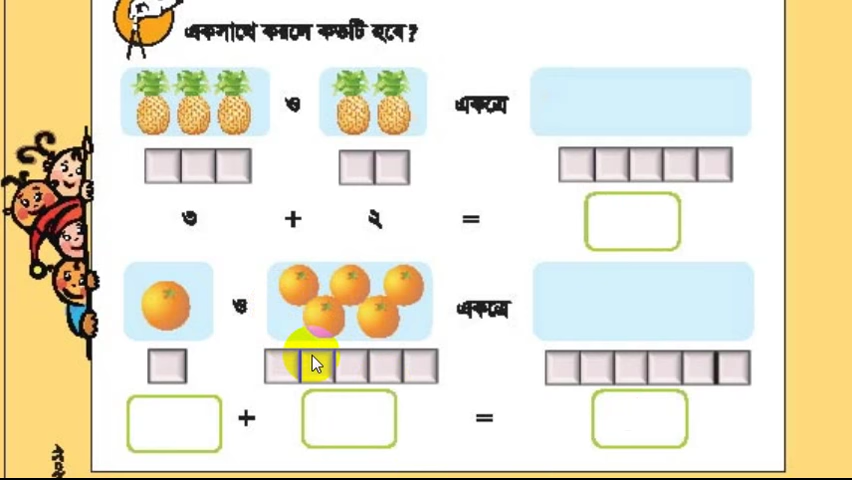 একসাথে করলে কতটি হবে?
ও একত্রে
৩ + ২ =
ও একত্রে
+ =